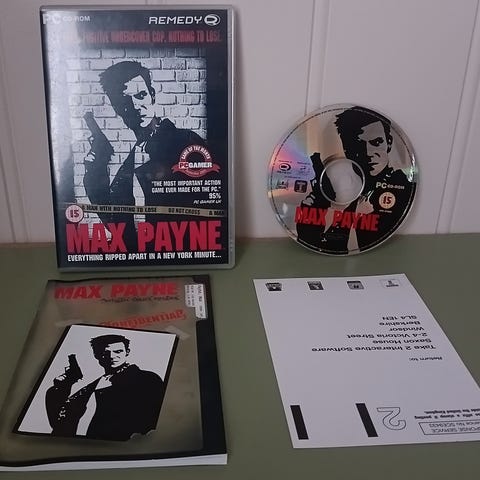 PC CD-ROM
REMEDY
FUGITIVE UNDERCOVER COP. NOTHING TO LOSE.
GAME OF THE MONTH
PC GAMER
"THE MOST IMPORTANT ACTION
GAME EVER MADE FOR THE PC."
95%
PC GAMER UK
A MAN WITH NOTHING TO LOSE
DO NOT CROSS
A MAN
15
MAX PAYNE
EVERYTHING RIPPED APART IN A NEW YORK MINUTE...
PC CD-ROM
15
MAX PAYNE
MAX PAYNE
CONFIDENTIAL
Return to:
Take 2 Interactive Software
Saxon House
2-4 Victoria Street
Windsor
Berkshire
SL4 1EN
2